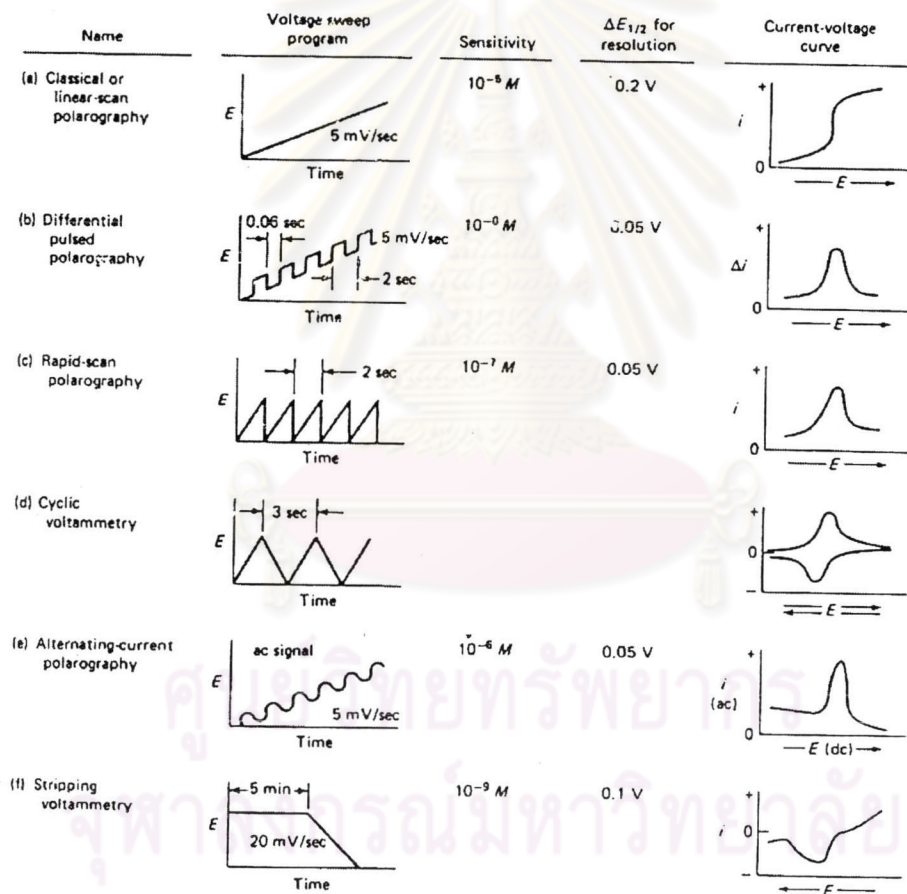 Name
Voltage sweep
program
Sensitivity
ΔE1/2 for
resolution
Current-voltage
curve
(a) Classical or
linear-scan
polarography
E
5 mV/sec
Time
10⁻⁵ M
0.2 V
+
i
0
E
(b) Differential
pulsed
polarography
0.06 sec
E
5 mV/sec
2 sec
Time
0.05 V
+
Δi
0
E
(c) Rapid-scan
polarography
2 sec
E
Time
10⁻⁷ M
0.05 V
+
i
0
E
(d) Cyclic
voltammetry
3 sec
E
Time
+
0
−
E
(e) Alternating-current
polarography
ac signal
E
5 mV/sec
Time
10⁻⁶ M
0.05 V
+
i
(ac)
0
E (dc)
(f) Stripping
voltammetry
5 min
E
20 mV/sec
Time
10⁻⁹ M
0.1 V
+
i
0
−
E
ศูนย์วิทยทรัพยากร
จุฬาลงกรณ์มหาวิทยาลัย